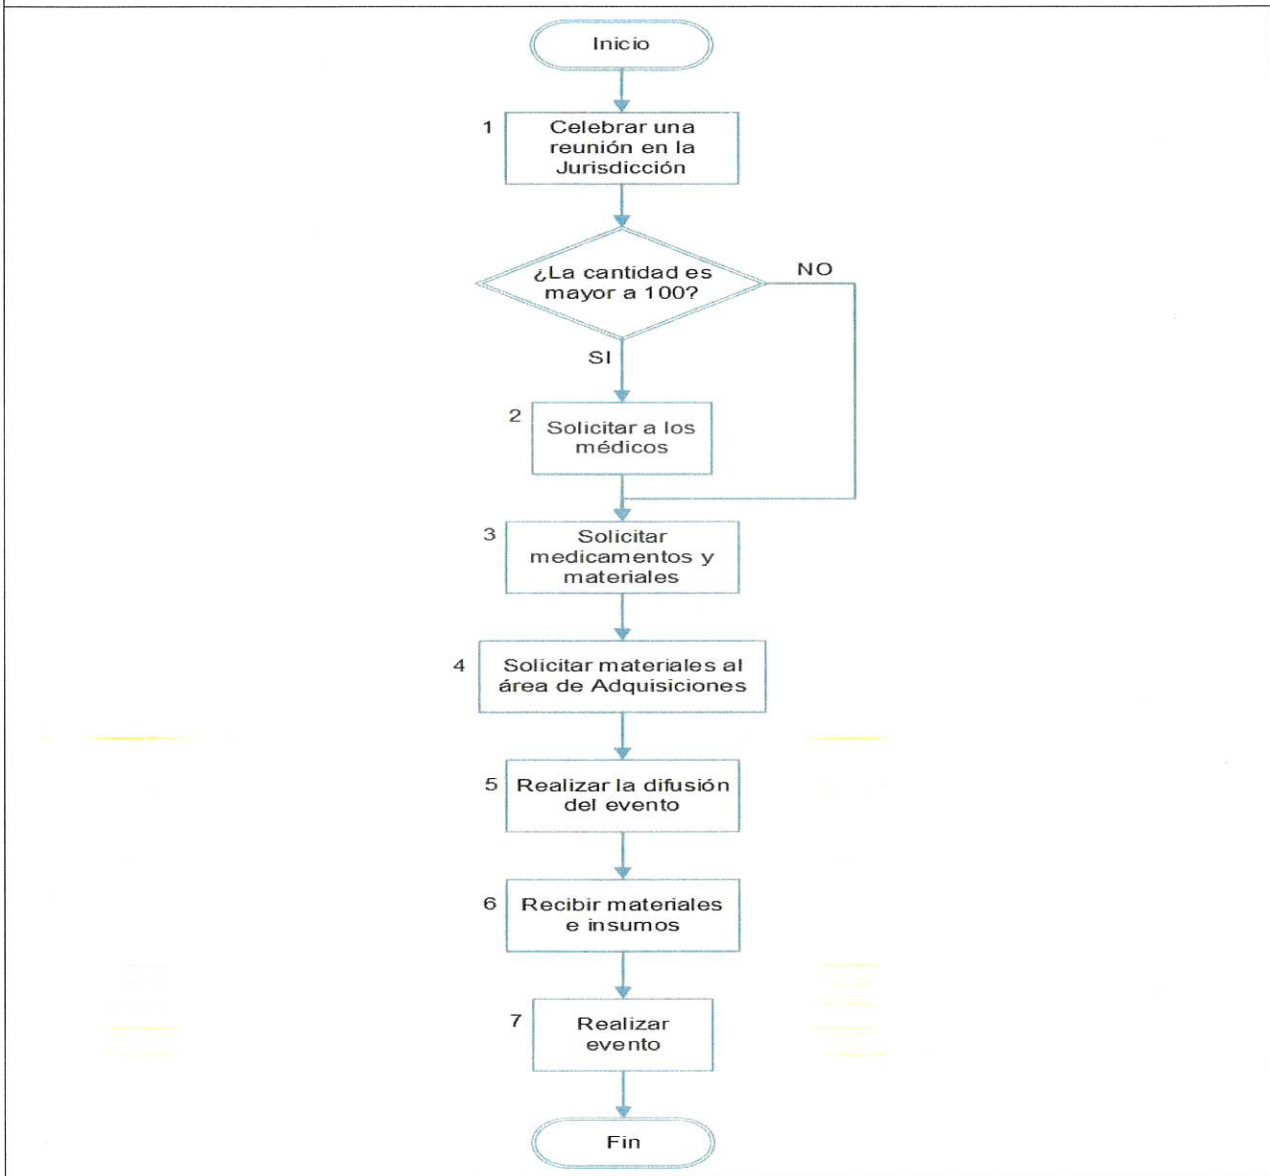 Inicio
1
Celebrar una
reunión en la
Jurisdicción
¿La cantidad es
mayor a 100?
NO
SI
2
Solicitar a los
médicos
3
Solicitar
medicamentos y
materiales
4
Solicitar materiales al
área de Adquisiciones
5
Realizar la difusión
del evento
6
Recibir materiales
e insumos
7
Realizar
evento
Fin